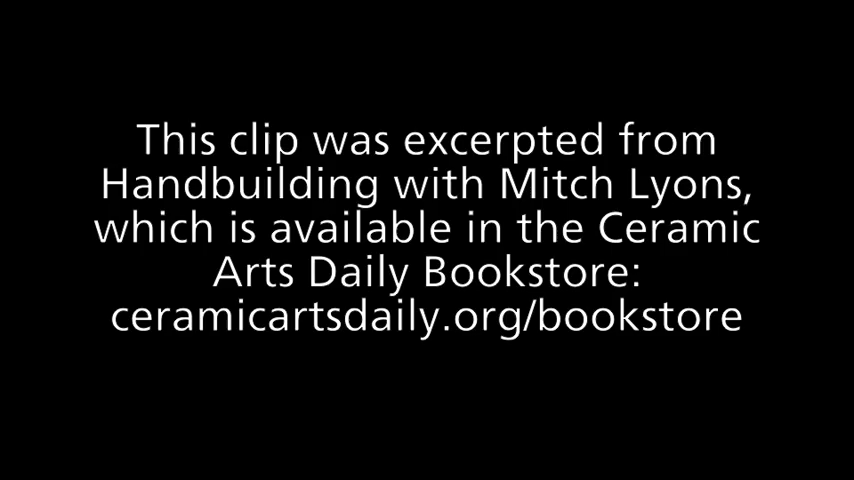 This clip was excerpted from
Handbuilding with Mitch Lyons,
which is available in the Ceramic
Arts Daily Bookstore:
ceramicartsdaily.org/bookstore